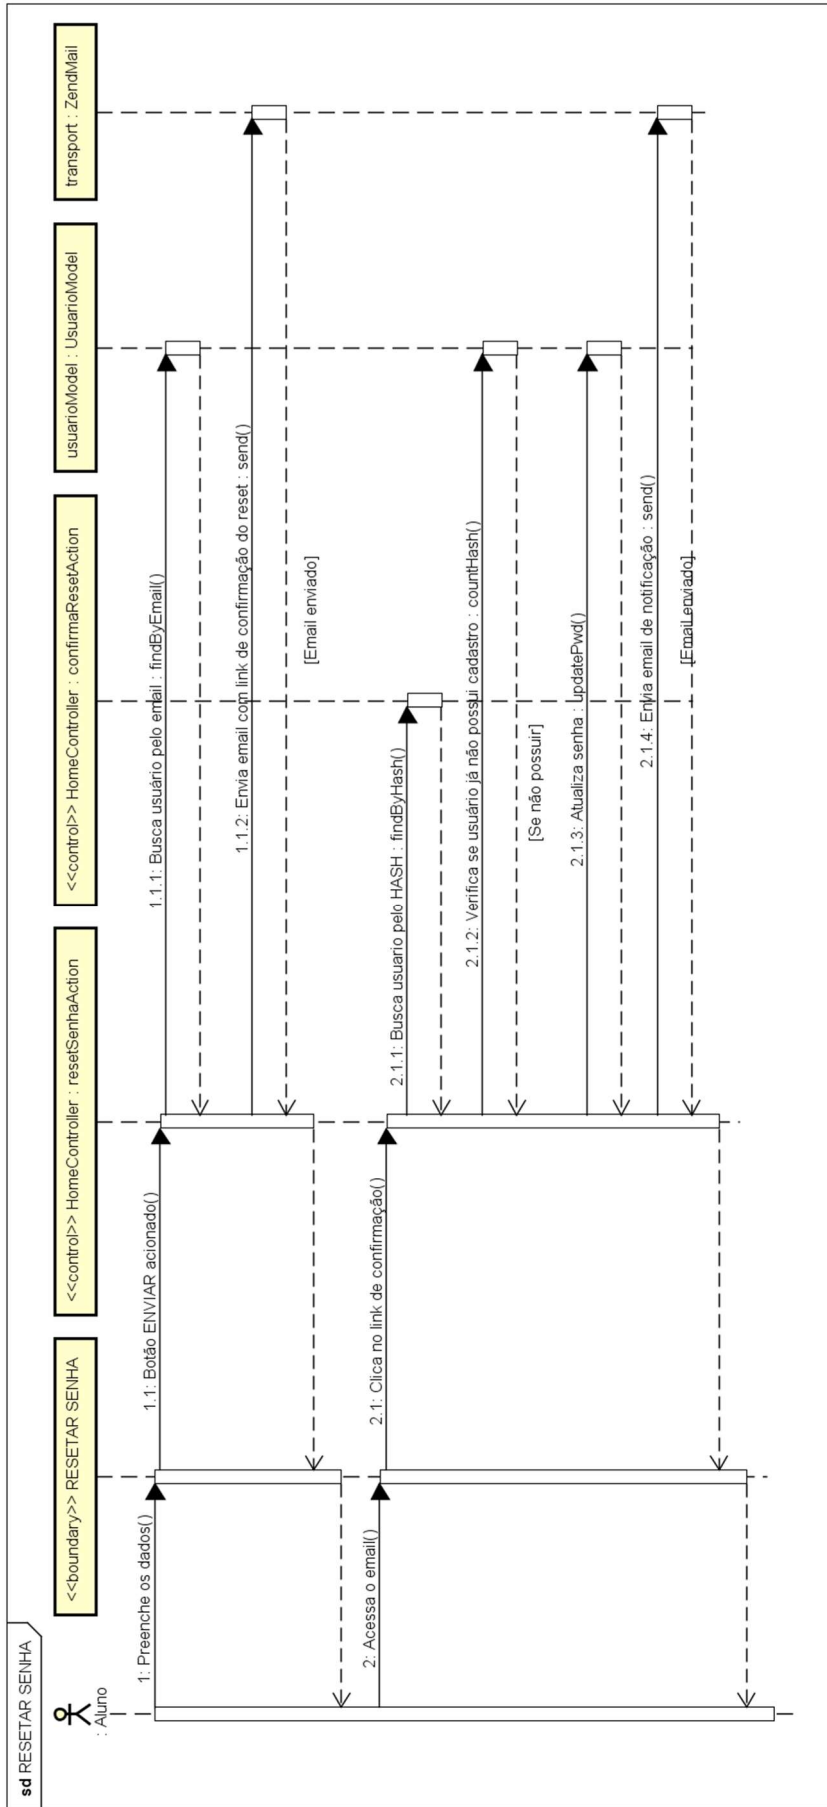 sd RESETAR SENHA
: Aluno
<<boundary>> RESETAR SENHA
<<control>> HomeController : resetSenhaAction
<<control>> HomeController : confirmaResetAction
usuarioModel : UsuarioModel
transport : ZendMail
1: Preenche os dados()
1.1: Botão ENVIAR acionado()
1.1.1: Busca usuário pelo email : findByEmail()
1.1.2: Envia email com link de confirmação do reset : send()
[Email enviado]
2: Acessa o email()
2.1: Clica no link de confirmação()
2.1.1: Busca usuario pelo HASH : findByHash()
2.1.2: Verifica se usuário já não possui cadastro : countHash()
[Se não possuir]
2.1.3: Atualiza senha : updatePwd()
2.1.4: Envia email de notificação : send()
[Email enviado]